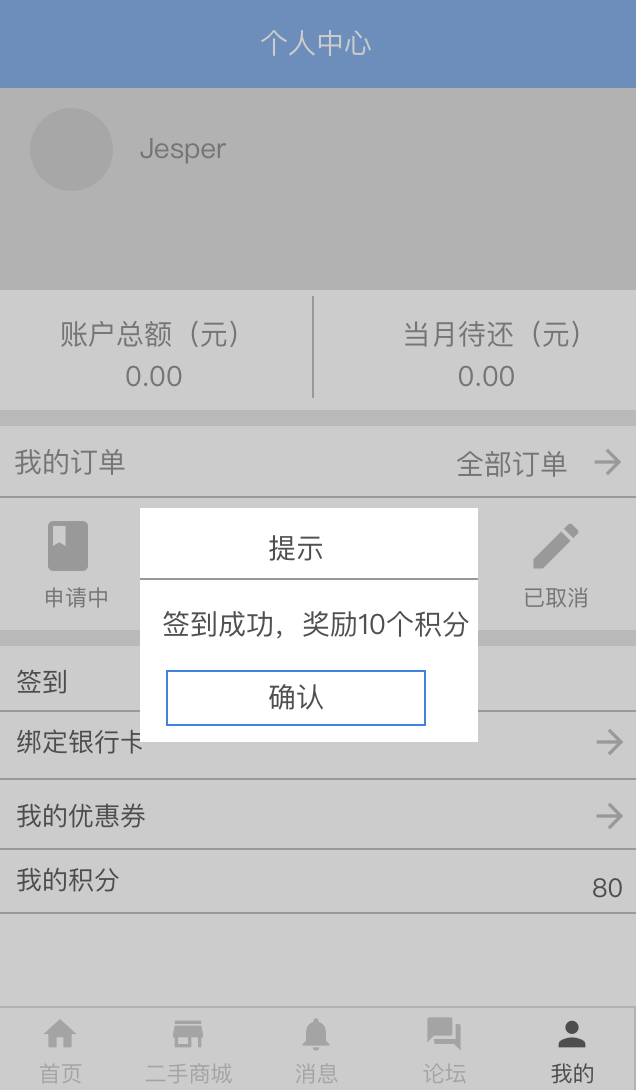 个人中心
Jesper
账户总额（元） 当月待还（元）
0.00 0.00
我的订单 全部订单
申请中 已取消
提示
签到成功，奖励10个积分
确认
签到
绑定银行卡
我的优惠券
我的积分 80
首页 二手商城 消息 论坛 我的